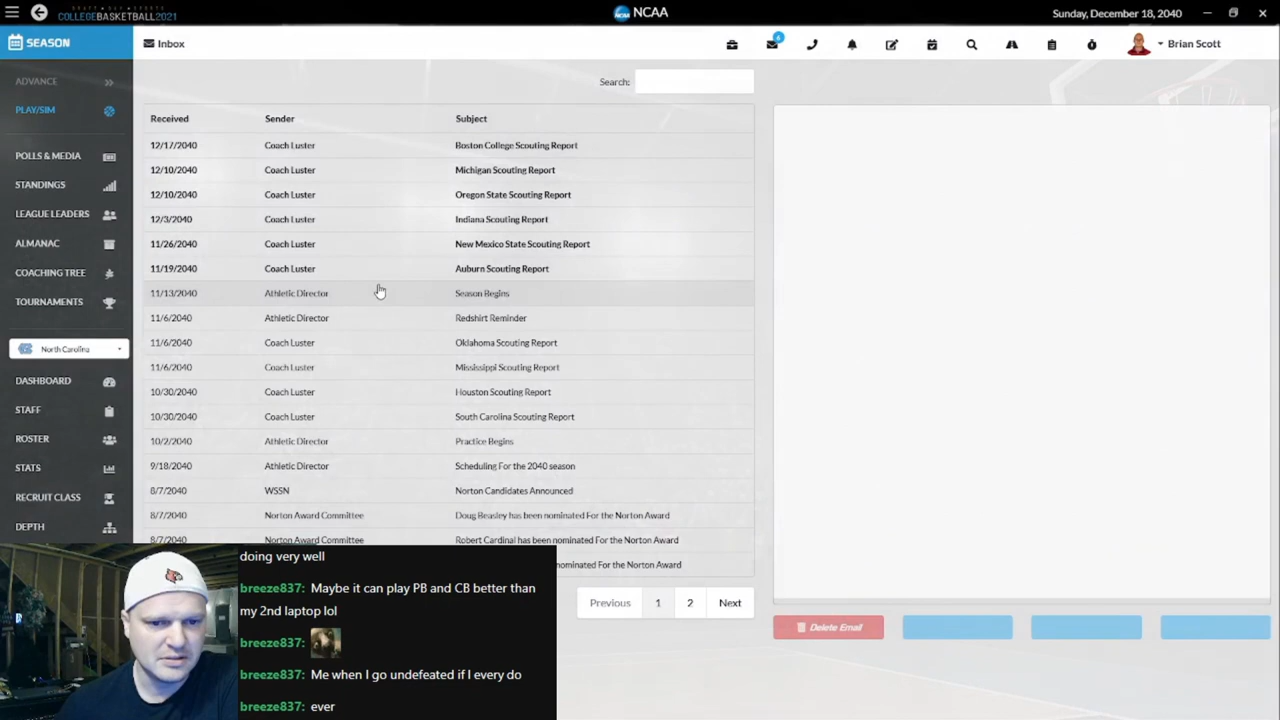 DRAFT DAY SPORTS
COLLEGEBASKETBALL2021
NCAA
Sunday, December 18, 2040
SEASON
Inbox
6
Brian Scott
ADVANCE
PLAY/SIM
POLLS & MEDIA
STANDINGS
LEAGUE LEADERS
ALMANAC
COACHING TREE
TOURNAMENTS
North Carolina
DASHBOARD
STAFF
ROSTER
STATS
RECRUIT CLASS
DEPTH
Search:
Received Sender Subject
12/17/2040 Coach Luster Boston College Scouting Report
12/10/2040 Coach Luster Michigan Scouting Report
12/10/2040 Coach Luster Oregon State Scouting Report
12/3/2040 Coach Luster Indiana Scouting Report
11/26/2040 Coach Luster New Mexico State Scouting Report
11/19/2040 Coach Luster Auburn Scouting Report
11/13/2040 Athletic Director Season Begins
11/6/2040 Athletic Director Redshirt Reminder
11/6/2040 Coach Luster Oklahoma Scouting Report
11/6/2040 Coach Luster Mississippi Scouting Report
10/30/2040 Coach Luster Houston Scouting Report
10/30/2040 Coach Luster South Carolina Scouting Report
10/2/2040 Athletic Director Practice Begins
9/18/2040 Athletic Director Scheduling For the 2040 season
8/7/2040 WSSN Norton Candidates Announced
8/7/2040 Norton Award Committee Doug Beasley has been nominated For the Norton Award
8/7/2040 Norton Award Committee Robert Cardinal has been nominated For the Norton Award
nominated For the Norton Award
Previous 1 2 Next
Delete Email
doing very well
breeze837: Maybe it can play PB and CB better than
my 2nd laptop lol
breeze837:
breeze837: Me when I go undefeated if I every do
breeze837: ever